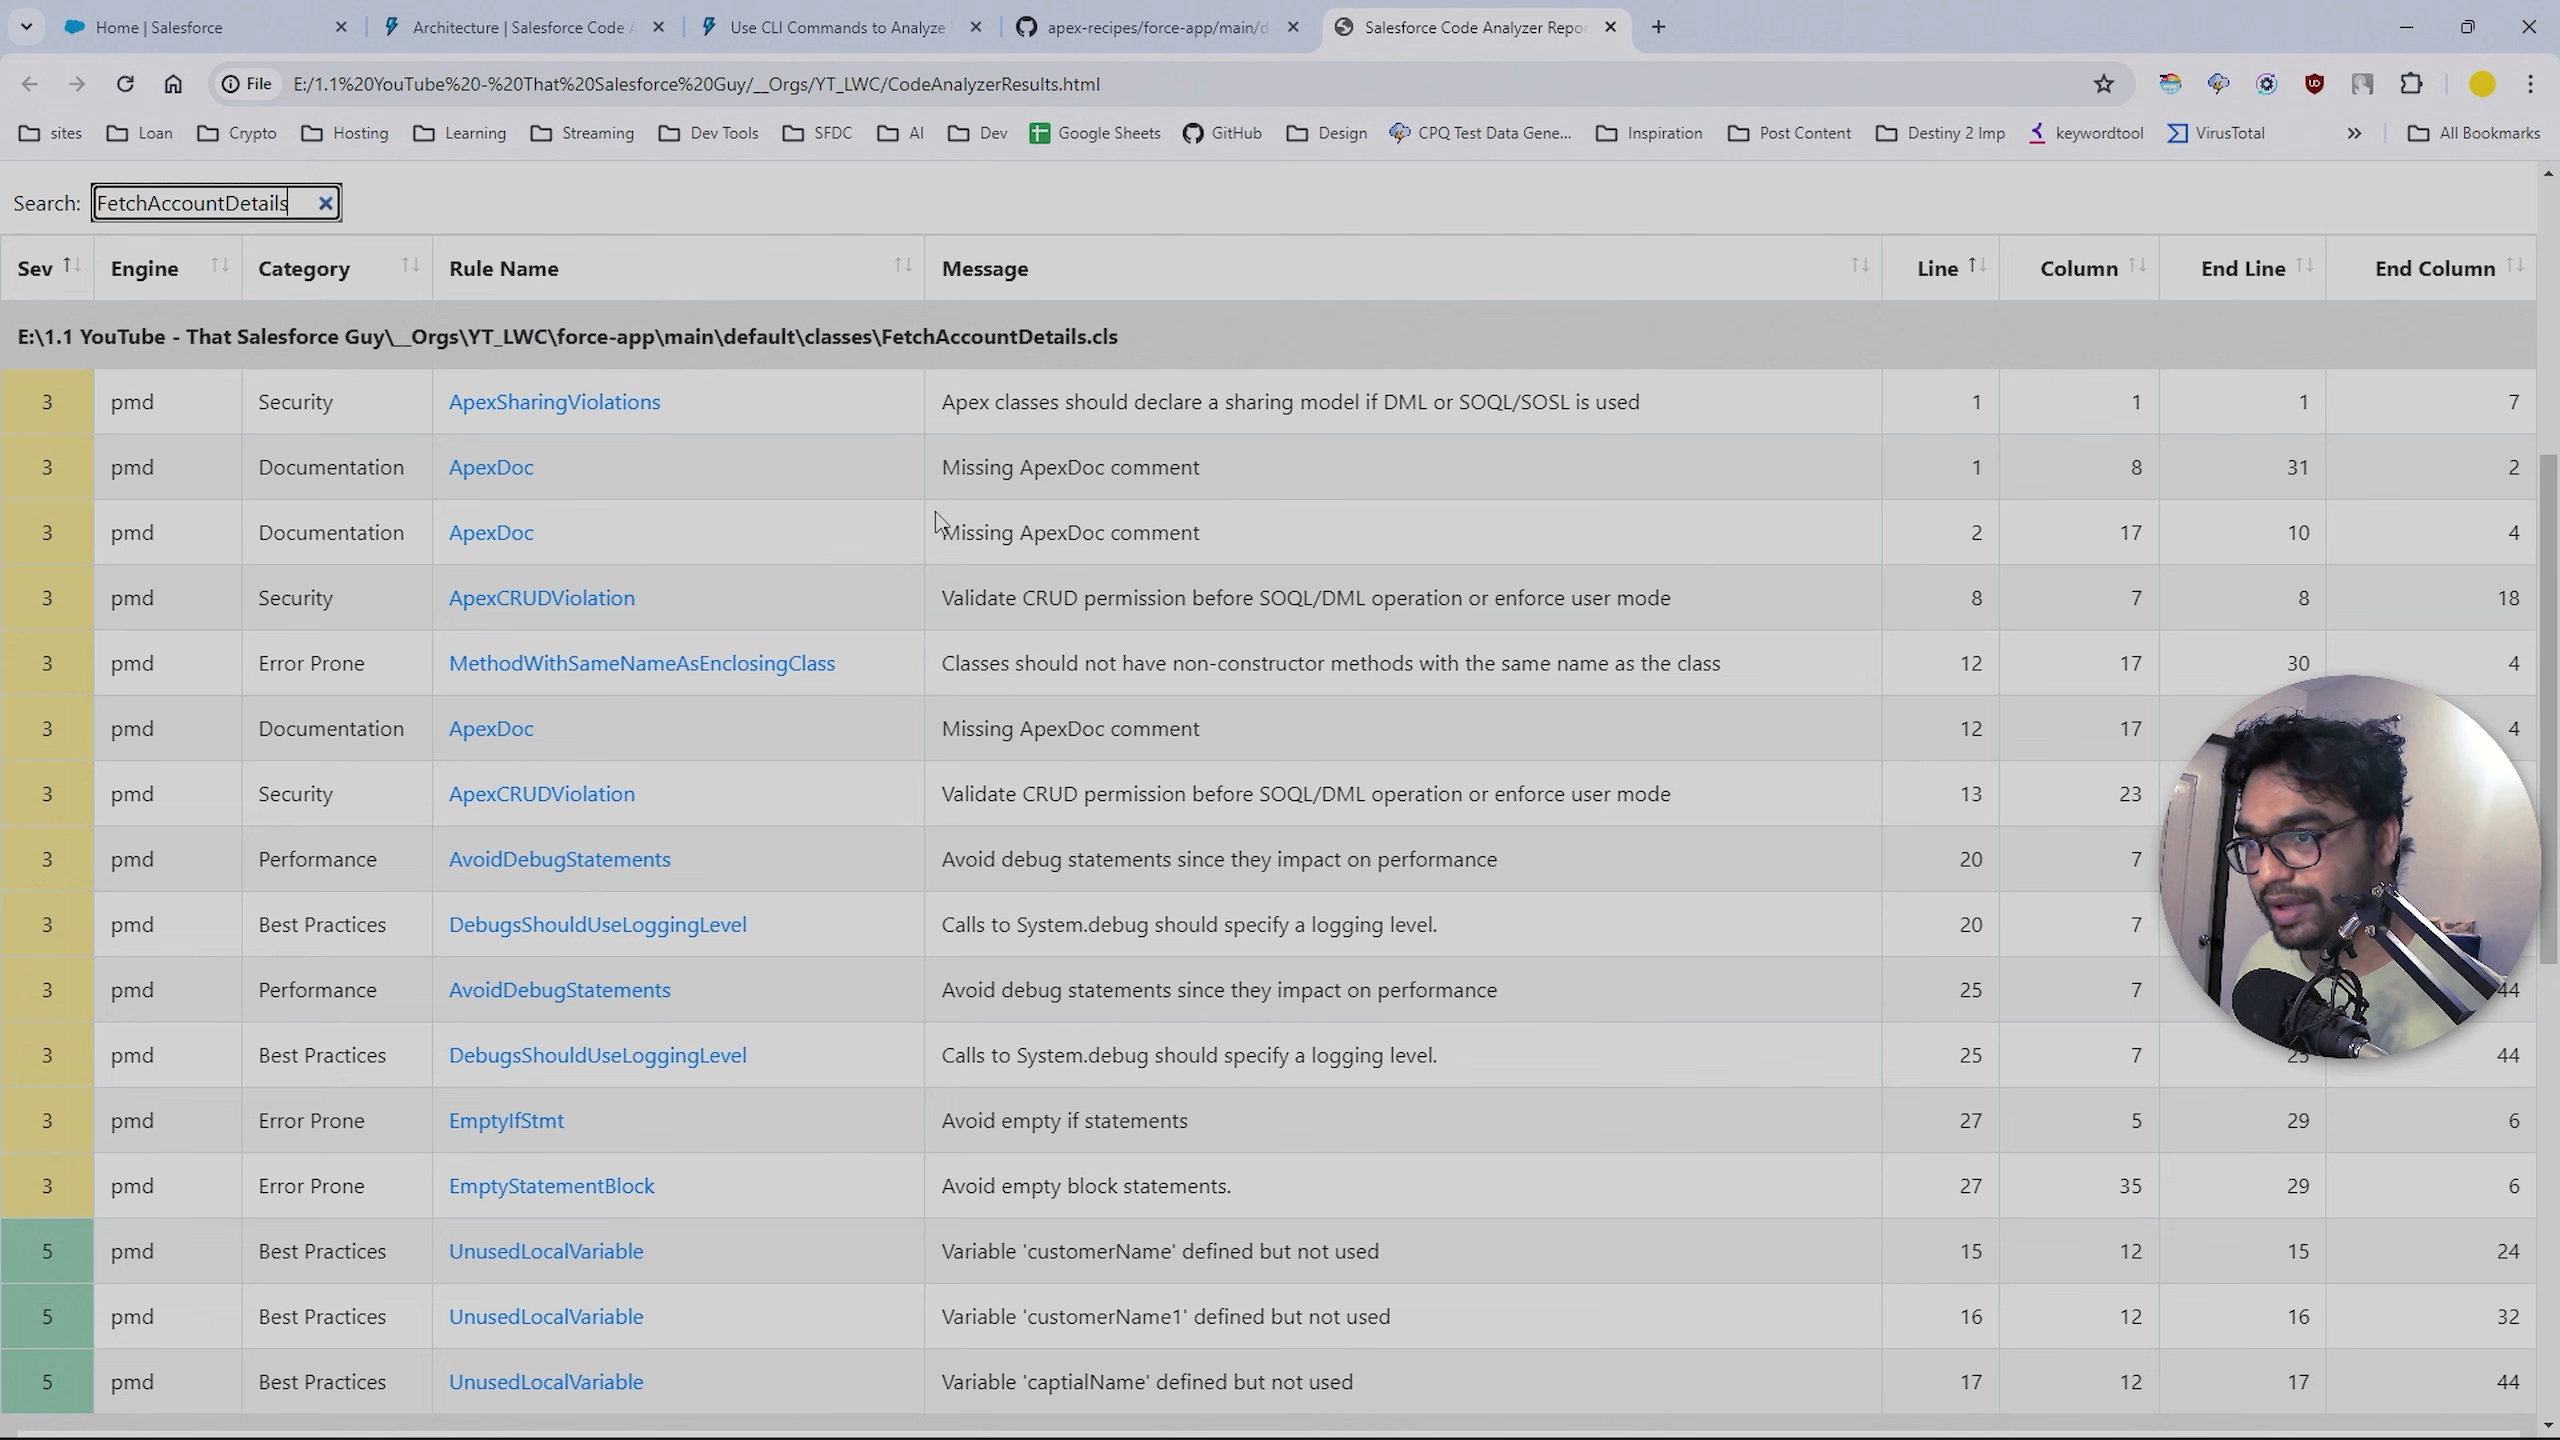 Home | Salesforce
Architecture | Salesforce Code A
Use CLI Commands to Analyze
apex-recipes/force-app/main/d
Salesforce Code Analyzer Repo
File E:/1.1%20YouTube%20-%20That%20Salesforce%20Guy/__Orgs/YT_LWC/CodeAnalyzerResults.html
sites Loan Crypto Hosting Learning Streaming Dev Tools SFDC AI Dev Google Sheets GitHub Design CPQ Test Data Gene... Inspiration Post Content Destiny 2 Imp keywordtool VirusTotal » All Bookmarks
Search: FetchAccountDetails
Sev Engine Category Rule Name Message Line Column End Line End Column
E:\1.1 YouTube - That Salesforce Guy\__Orgs\YT_LWC\force-app\main\default\classes\FetchAccountDetails.cls
3 pmd Security ApexSharingViolations Apex classes should declare a sharing model if DML or SOQL/SOSL is used 1 1 1 7
3 pmd Documentation ApexDoc Missing ApexDoc comment 1 8 31 2
3 pmd Documentation ApexDoc Missing ApexDoc comment 2 17 10 4
3 pmd Security ApexCRUDViolation Validate CRUD permission before SOQL/DML operation or enforce user mode 8 7 8 18
3 pmd Error Prone MethodWithSameNameAsEnclosingClass Classes should not have non-constructor methods with the same name as the class 12 17 30 4
3 pmd Documentation ApexDoc Missing ApexDoc comment 12 17 4
3 pmd Security ApexCRUDViolation Validate CRUD permission before SOQL/DML operation or enforce user mode 13 23
3 pmd Performance AvoidDebugStatements Avoid debug statements since they impact on performance 20 7
3 pmd Best Practices DebugsShouldUseLoggingLevel Calls to System.debug should specify a logging level. 20 7
3 pmd Performance AvoidDebugStatements Avoid debug statements since they impact on performance 25 7 44
3 pmd Best Practices DebugsShouldUseLoggingLevel Calls to System.debug should specify a logging level. 25 7 25 44
3 pmd Error Prone EmptyIfStmt Avoid empty if statements 27 5 29 6
3 pmd Error Prone EmptyStatementBlock Avoid empty block statements. 27 35 29 6
5 pmd Best Practices UnusedLocalVariable Variable 'customerName' defined but not used 15 12 15 24
5 pmd Best Practices UnusedLocalVariable Variable 'customerName1' defined but not used 16 12 16 32
5 pmd Best Practices UnusedLocalVariable Variable 'captialName' defined but not used 17 12 17 44